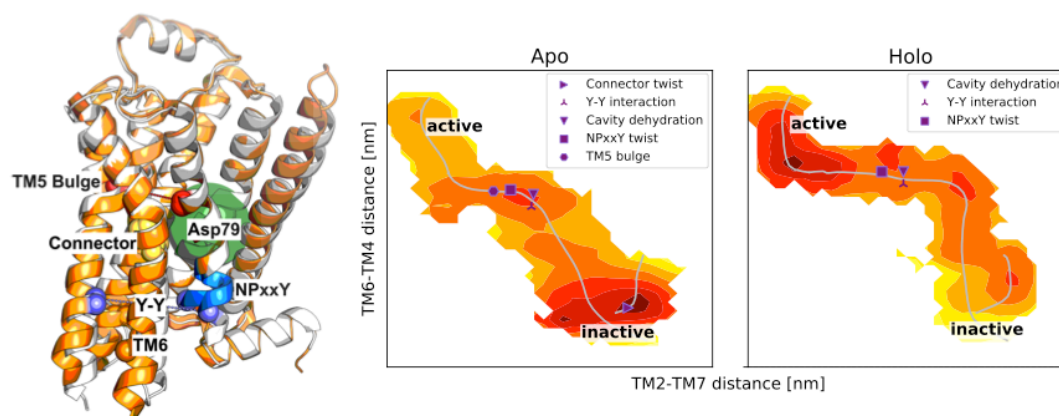 TM5 Bulge
Asp79
Connector
NPxxY
Y-Y
TM6
Apo
TM6-TM4 distance [nm]
active
Connector twist
Y-Y interaction
Cavity dehydration
NPxxY twist
TM5 bulge
inactive
Holo
active
Cavity dehydration
Y-Y interaction
NPxxY twist
inactive
TM2-TM7 distance [nm]